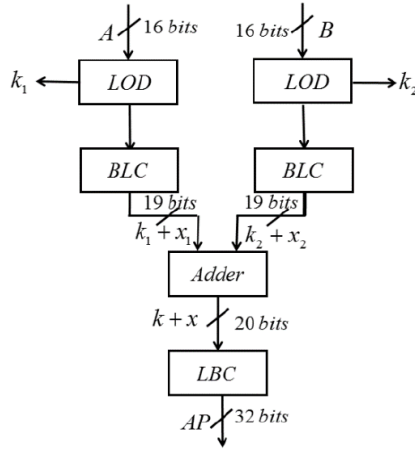 A 16 bits 16 bits B
k₁ LOD LOD k₂
BLC BLC
19 bits 19 bits
k₁ + x₁ k₂ + x₂
Adder
k + x 20 bits
LBC
AP 32 bits